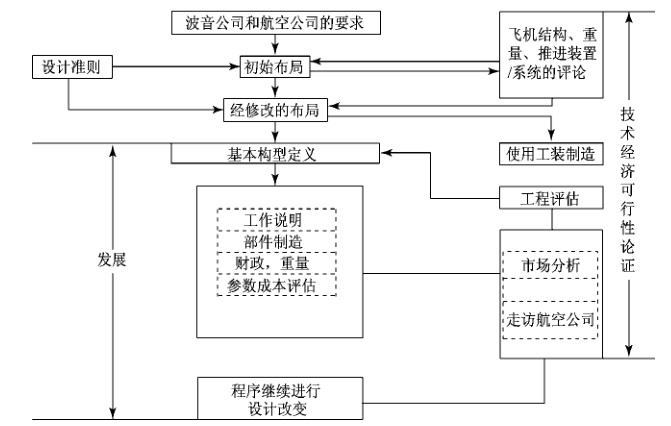 波音公司和航空公司的要求
飞机结构、重
量、推进装置
/系统的评论
设计准则
初始布局
经修改的布局
基本构型定义
使用工装制造
工程评估
工作说明
部件制造
财政，重量
参数成本评估
市场分析
走访航空公司
发展
技术经济可行性论证
程序继续进行
设计改变